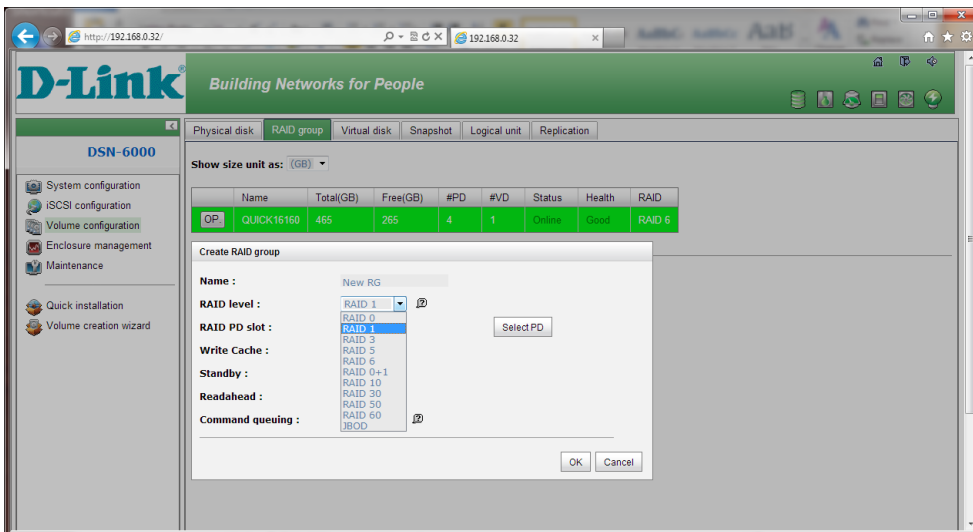 http://192.168.0.32/
192.168.0.32
D-Link
Building Networks for People
DSN-6000
System configuration
iSCSI configuration
Volume configuration
Enclosure management
Maintenance
Quick installation
Volume creation wizard
Physical disk RAID group Virtual disk Snapshot Logical unit Replication
Show size unit as: (GB)
Name Total(GB) Free(GB) #PD #VD Status Health RAID
OP. QUICK16160 465 265 4 1 Online Good RAID 6
Create RAID group
Name : New RG
RAID level : RAID 1
RAID 0
RAID 1
RAID 3
RAID 5
RAID 6
RAID 0+1
RAID 10
RAID 30
RAID 50
RAID 60
JBOD
RAID PD slot : Select PD
Write Cache :
Standby :
Readahead :
Command queuing :
OK Cancel